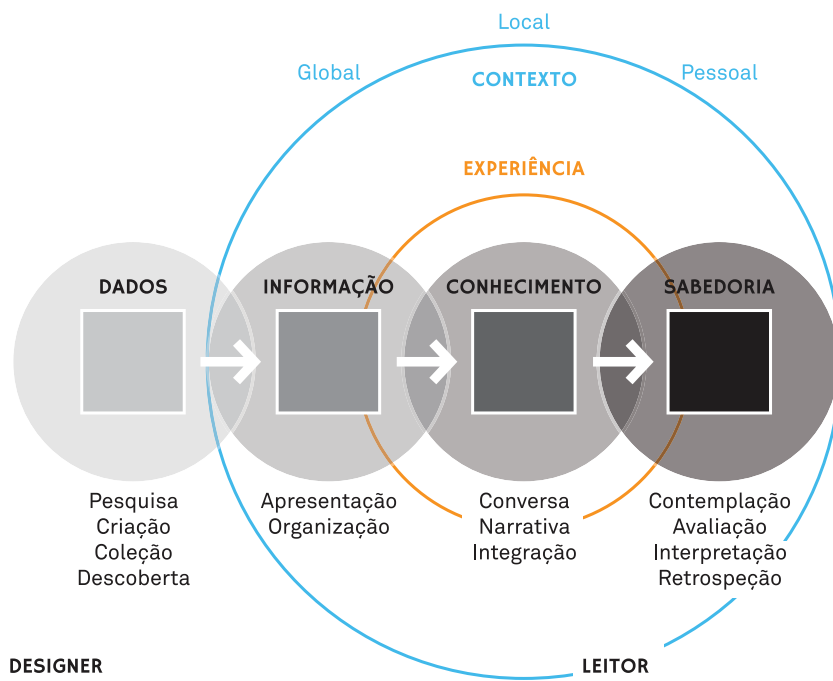 Local
Global
Pessoal
CONTEXTO
EXPERIÊNCIA
DADOS
INFORMAÇÃO
CONHECIMENTO
SABEDORIA
Pesquisa
Criação
Coleção
Descoberta
Apresentação
Organização
Conversa
Narrativa
Integração
Contemplação
Avaliação
Interpretação
Retrospeção
DESIGNER
LEITOR